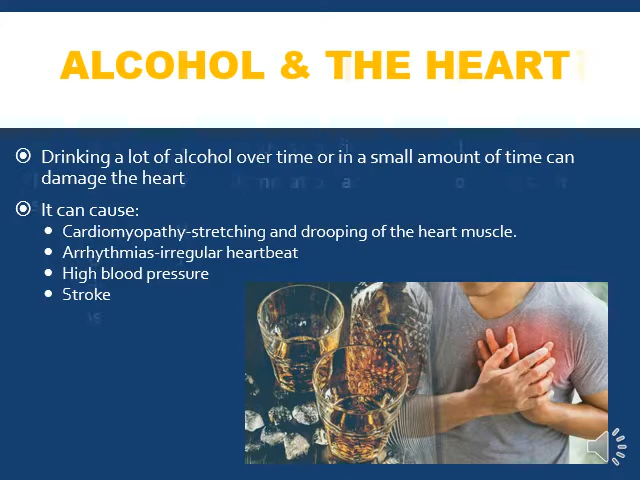 ALCOHOL & THE HEART
Drinking a lot of alcohol over time or in a small amount of time can
damage the heart
It can cause:
Cardiomyopathy-stretching and drooping of the heart muscle.
Arrhythmias-irregular heartbeat
High blood pressure
Stroke